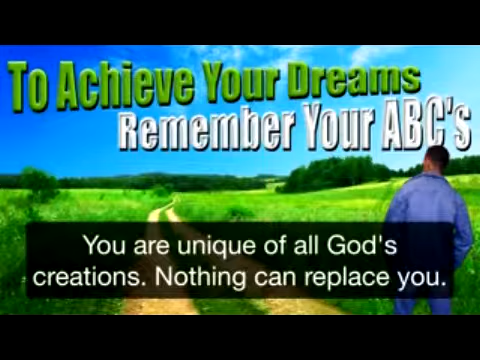 To Achieve Your Dreams
Remember Your ABC's
You are unique of all God's
creations. Nothing can replace you.